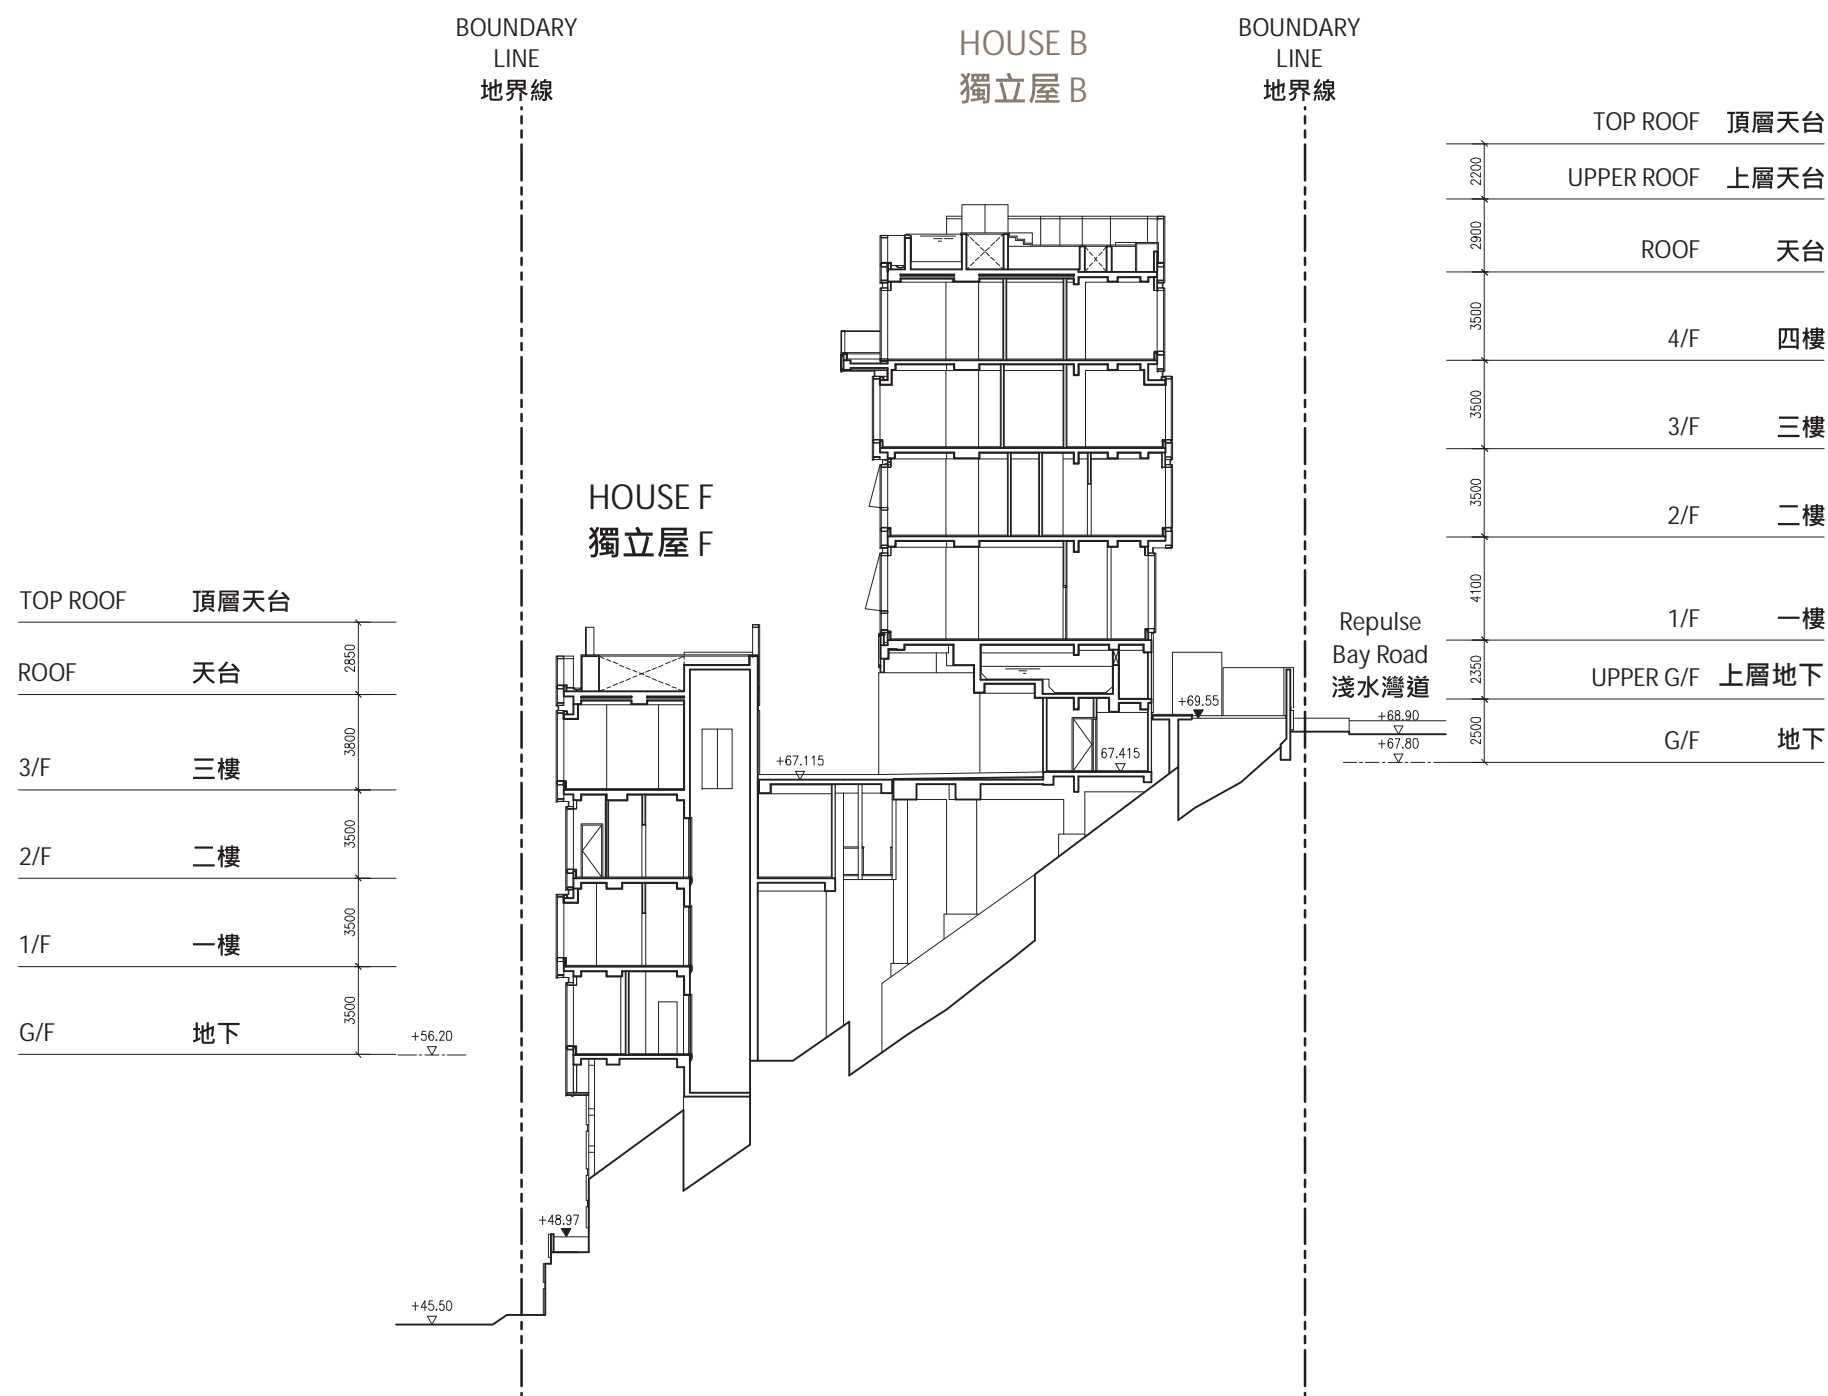 BOUNDARY
LINE
地界線
HOUSE B
獨立屋 B
BOUNDARY
LINE
地界線
TOP ROOF 頂層天台
2200
UPPER ROOF 上層天台
2900
ROOF 天台
3500
4/F 四樓
3500
3/F 三樓
3500
2/F 二樓
4100
1/F 一樓
2350
UPPER G/F 上層地下
2500
G/F 地下
Repulse
Bay Road
淺水灣道
+69.55
+68.90
+67.80
67.415
+67.115
HOUSE F
獨立屋 F
TOP ROOF 頂層天台
2850
ROOF 天台
3800
3/F 三樓
3500
2/F 二樓
3500
1/F 一樓
3500
G/F 地下
+56.20
+48.97
+45.50